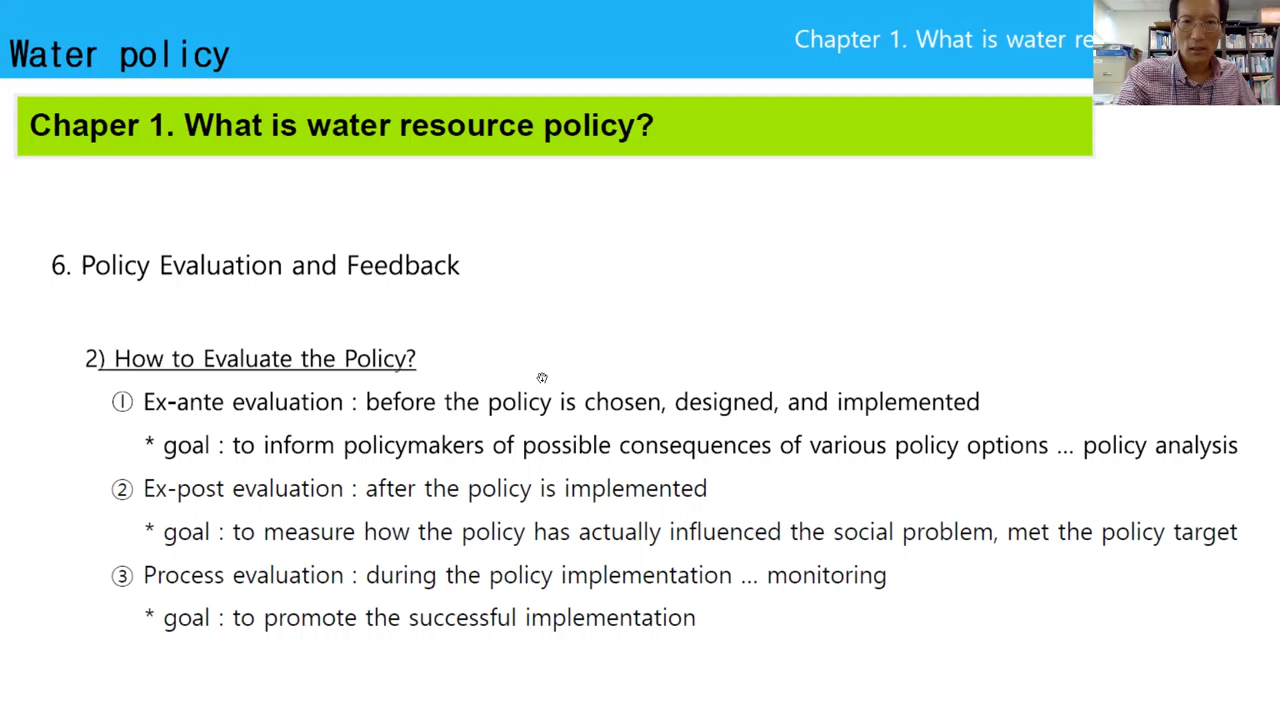 Water policy
Chapter 1. What is water re
Chaper 1. What is water resource policy?
6. Policy Evaluation and Feedback
2) How to Evaluate the Policy?
① Ex-ante evaluation : before the policy is chosen, designed, and implemented
* goal : to inform policymakers of possible consequences of various policy options ... policy analysis
② Ex-post evaluation : after the policy is implemented
* goal : to measure how the policy has actually influenced the social problem, met the policy target
③ Process evaluation : during the policy implementation ... monitoring
* goal : to promote the successful implementation